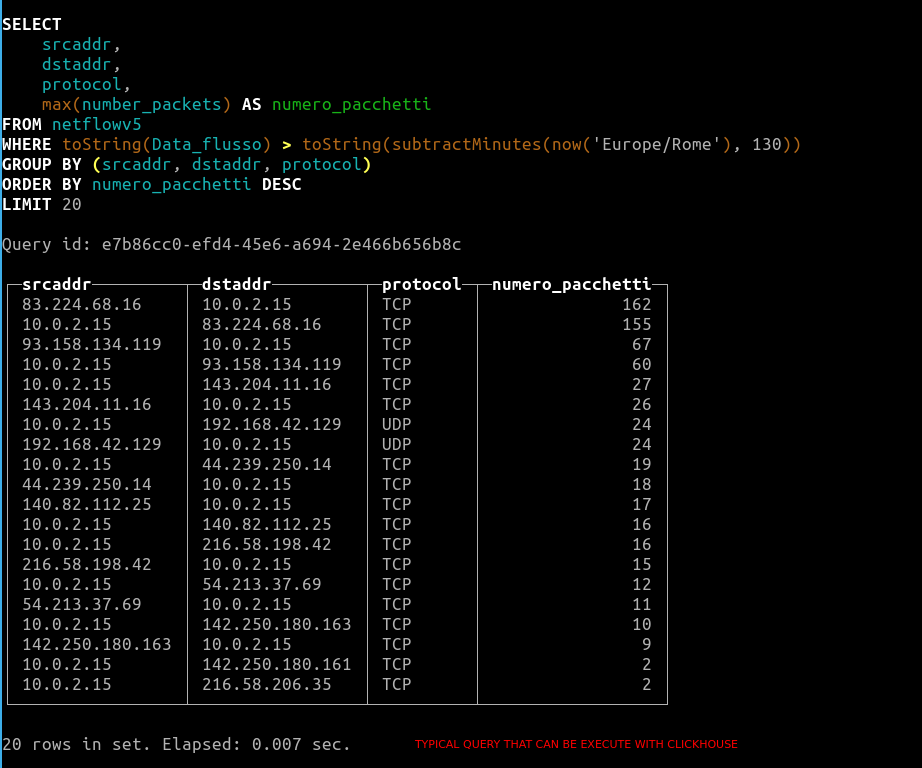 SELECT
srcaddr,
dstaddr,
protocol,
max(number_packets) AS numero_pacchetti
FROM netflowv5
WHERE toString(Data_flusso) > toString(subtractMinutes(now('Europe/Rome'), 130))
GROUP BY (srcaddr, dstaddr, protocol)
ORDER BY numero_pacchetti DESC
LIMIT 20
Query id: e7b86cc0-efd4-45e6-a694-2e466b656b8c
srcaddr dstaddr protocol numero_pacchetti
83.224.68.16 10.0.2.15 TCP 162
10.0.2.15 83.224.68.16 TCP 155
93.158.134.119 10.0.2.15 TCP 67
10.0.2.15 93.158.134.119 TCP 60
10.0.2.15 143.204.11.16 TCP 27
143.204.11.16 10.0.2.15 TCP 26
10.0.2.15 192.168.42.129 UDP 24
192.168.42.129 10.0.2.15 UDP 24
10.0.2.15 44.239.250.14 TCP 19
44.239.250.14 10.0.2.15 TCP 18
140.82.112.25 10.0.2.15 TCP 17
10.0.2.15 140.82.112.25 TCP 16
10.0.2.15 216.58.198.42 TCP 16
216.58.198.42 10.0.2.15 TCP 15
10.0.2.15 54.213.37.69 TCP 12
54.213.37.69 10.0.2.15 TCP 11
10.0.2.15 142.250.180.163 TCP 10
142.250.180.163 10.0.2.15 TCP 9
10.0.2.15 142.250.180.161 TCP 2
10.0.2.15 216.58.206.35 TCP 2
20 rows in set. Elapsed: 0.007 sec. TYPICAL QUERY THAT CAN BE EXECUTE WITH CLICKHOUSE